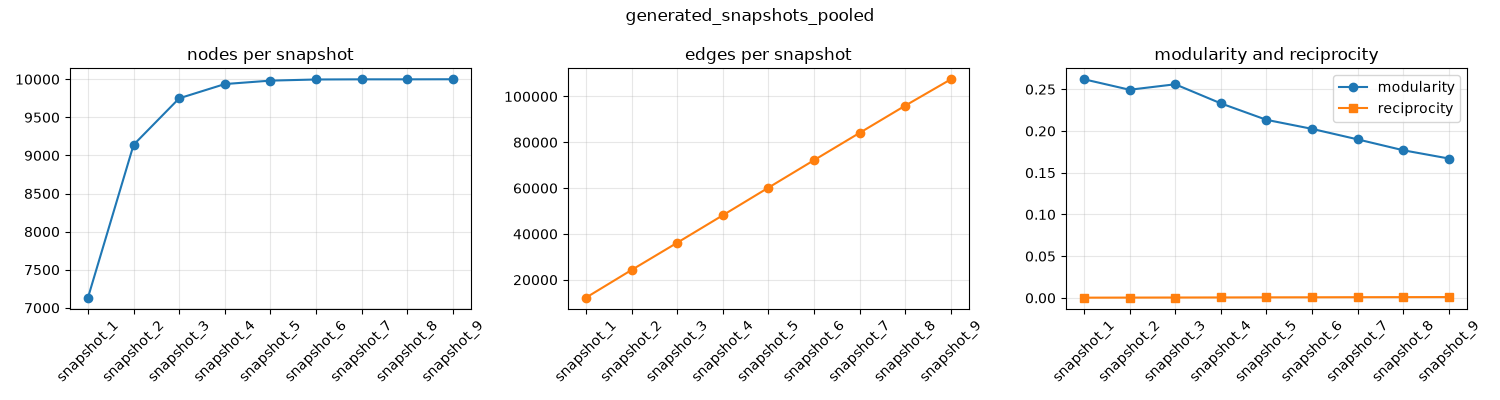 generated_snapshots_pooled
nodes per snapshot
10000
9500
9000
8500
8000
7500
7000
snapshot_1
snapshot_2
snapshot_3
snapshot_4
snapshot_5
snapshot_6
snapshot_7
snapshot_8
snapshot_9
edges per snapshot
100000
80000
60000
40000
20000
snapshot_1
snapshot_2
snapshot_3
snapshot_4
snapshot_5
snapshot_6
snapshot_7
snapshot_8
snapshot_9
modularity and reciprocity
modularity
reciprocity
0.25
0.20
0.15
0.10
0.05
0.00
snapshot_1
snapshot_2
snapshot_3
snapshot_4
snapshot_5
snapshot_6
snapshot_7
snapshot_8
snapshot_9